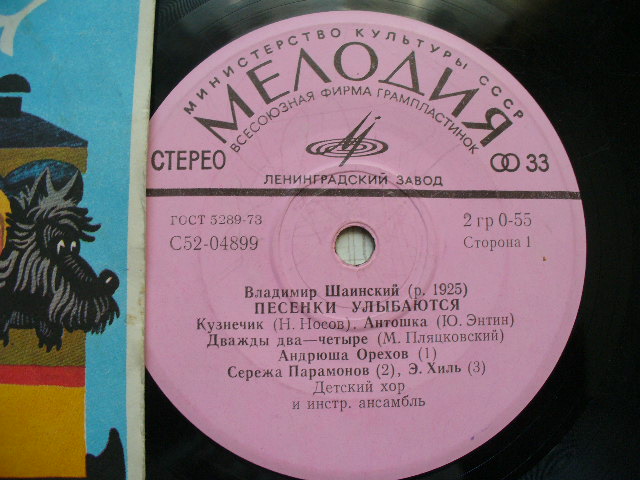 МИНИСТЕРСТВО КУЛЬТУРЫ СССР
МЕЛОДИЯ
ВСЕСОЮЗНАЯ ФИРМА ГРАМПЛАСТИНОК
СТЕРЕО
33
ЛЕНИНГРАДСКИЙ ЗАВОД
ГОСТ 5289-73
2 гр 0-55
С52-04899
Сторона 1
Владимир Шаинский (р. 1925)
ПЕСЕНКИ УЛЫБАЮТСЯ
Кузнечик (Н. Носов), Антошка (Ю. Энтин)
Дважды два—четыре (М. Пляцковский)
Андрюша Орехов (1)
Сережа Парамонов (2), Э. Хиль (3)
Детский хор
и инстр. ансамбль